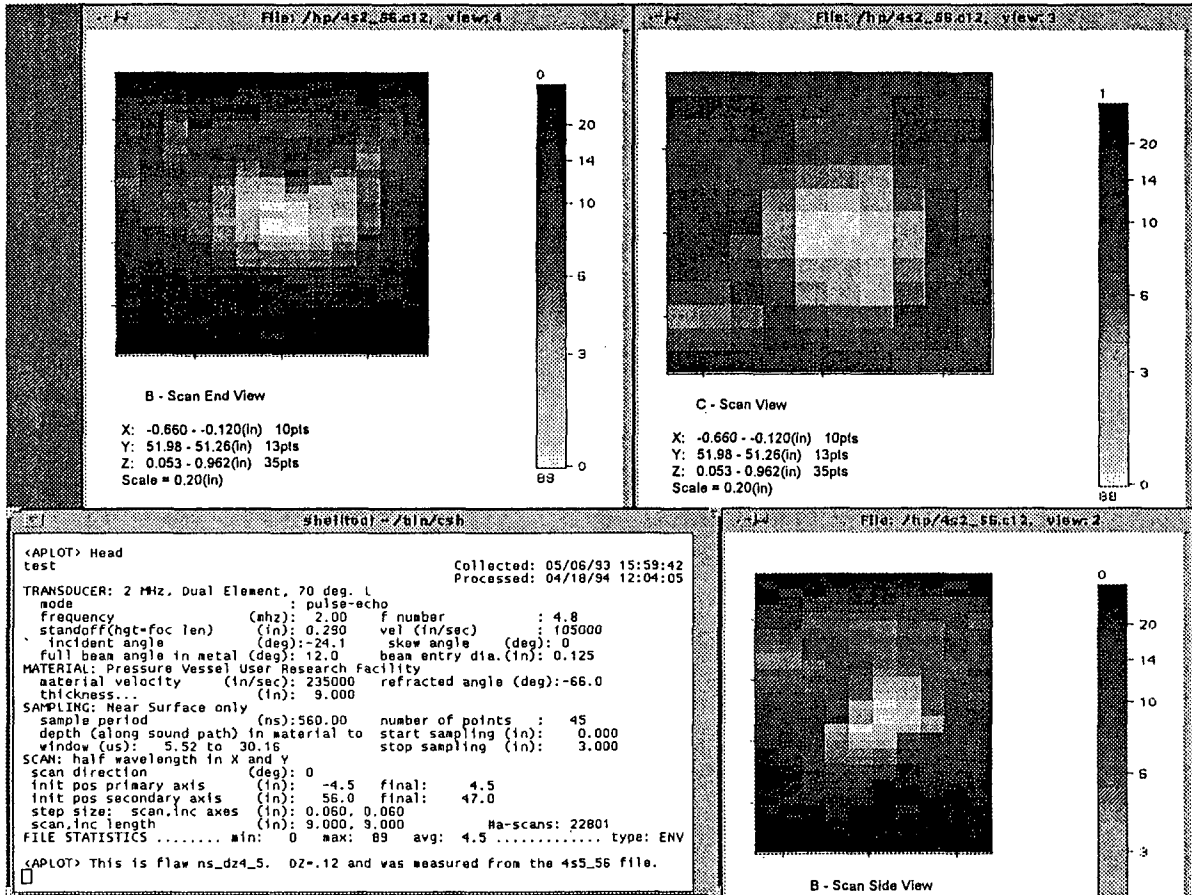 File: /hp/4s2_56.c12, view:4
0
20
14
10
6
3
0
89
B - Scan End View
X: -0.660 - -0.120(in) 10pts
Y: 51.98 - 51.26(in) 13pts
Z: 0.053 - 0.962(in) 35pts
Scale = 0.20(in)
File: /hp/4s2_56.c12, view:3
1
20
14
10
6
3
0
88
C - Scan View
X: -0.660 - -0.120(in) 10pts
Y: 51.98 - 51.26(in) 13pts
Z: 0.053 - 0.962(in) 35pts
Scale = 0.20(in)
shelltool - /bin/csh
<APLOT> Head
test Collected: 05/06/93 15:59:42
Processed: 04/18/94 12:04:05
TRANSDUCER: 2 MHz, Dual Element, 70 deg. L
mode : pulse-echo
frequency (mhz): 2.00 f number : 4.8
standoff(hgt=foc len) (in): 0.290 vel (in/sec) : 105000
incident angle (deg):-24.1 skew angle (deg): 0
full beam angle in metal (deg): 12.0 beam entry dia.(in): 0.125
MATERIAL: Pressure Vessel User Research Facility
material velocity (in/sec): 235000 refracted angle (deg):-66.0
thickness... (in): 9.000
SAMPLING: Near Surface only
sample period (ns):560.00 number of points : 45
depth (along sound path) in material to start sampling (in): 0.000
window (us): 5.52 to 30.16 stop sampling (in): 3.000
SCAN: half wavelength in X and Y
scan direction (deg): 0
init pos primary axis (in): -4.5 final: 4.5
init pos secondary axis (in): 56.0 final: 47.0
step size: scan,inc axes (in): 0.060, 0.060
scan,inc length (in): 9.000, 9.000 #a-scans: 22801
FILE STATISTICS ........ min: 0 max: 89 avg: 4.5 ............. type: ENV
<APLOT> This is flaw ns_dz4_5. DZ=.12 and was measured from the 4s5_56 file.
File: /hp/4s2_56.c12, view:2
0
20
14
10
6
3
B - Scan Side View